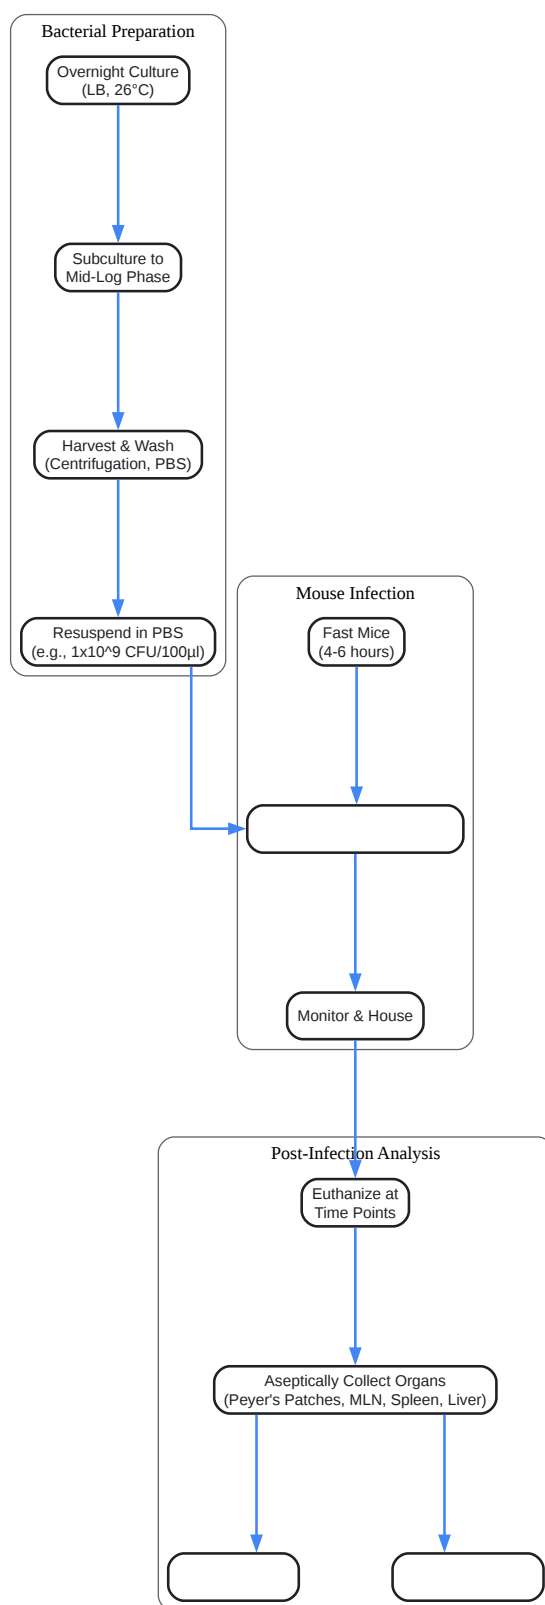 Bacterial Preparation
Overnight Culture
(LB, 26°C)
Subculture to
Mid-Log Phase
Harvest & Wash
(Centrifugation, PBS)
Resuspend in PBS
(e.g., 1x10^9 CFU/100µl)
Mouse Infection
Fast Mice
(4-6 hours)
Monitor & House
Post-Infection Analysis
Euthanize at
Time Points
Aseptically Collect Organs
(Peyer's Patches, MLN, Spleen, Liver)